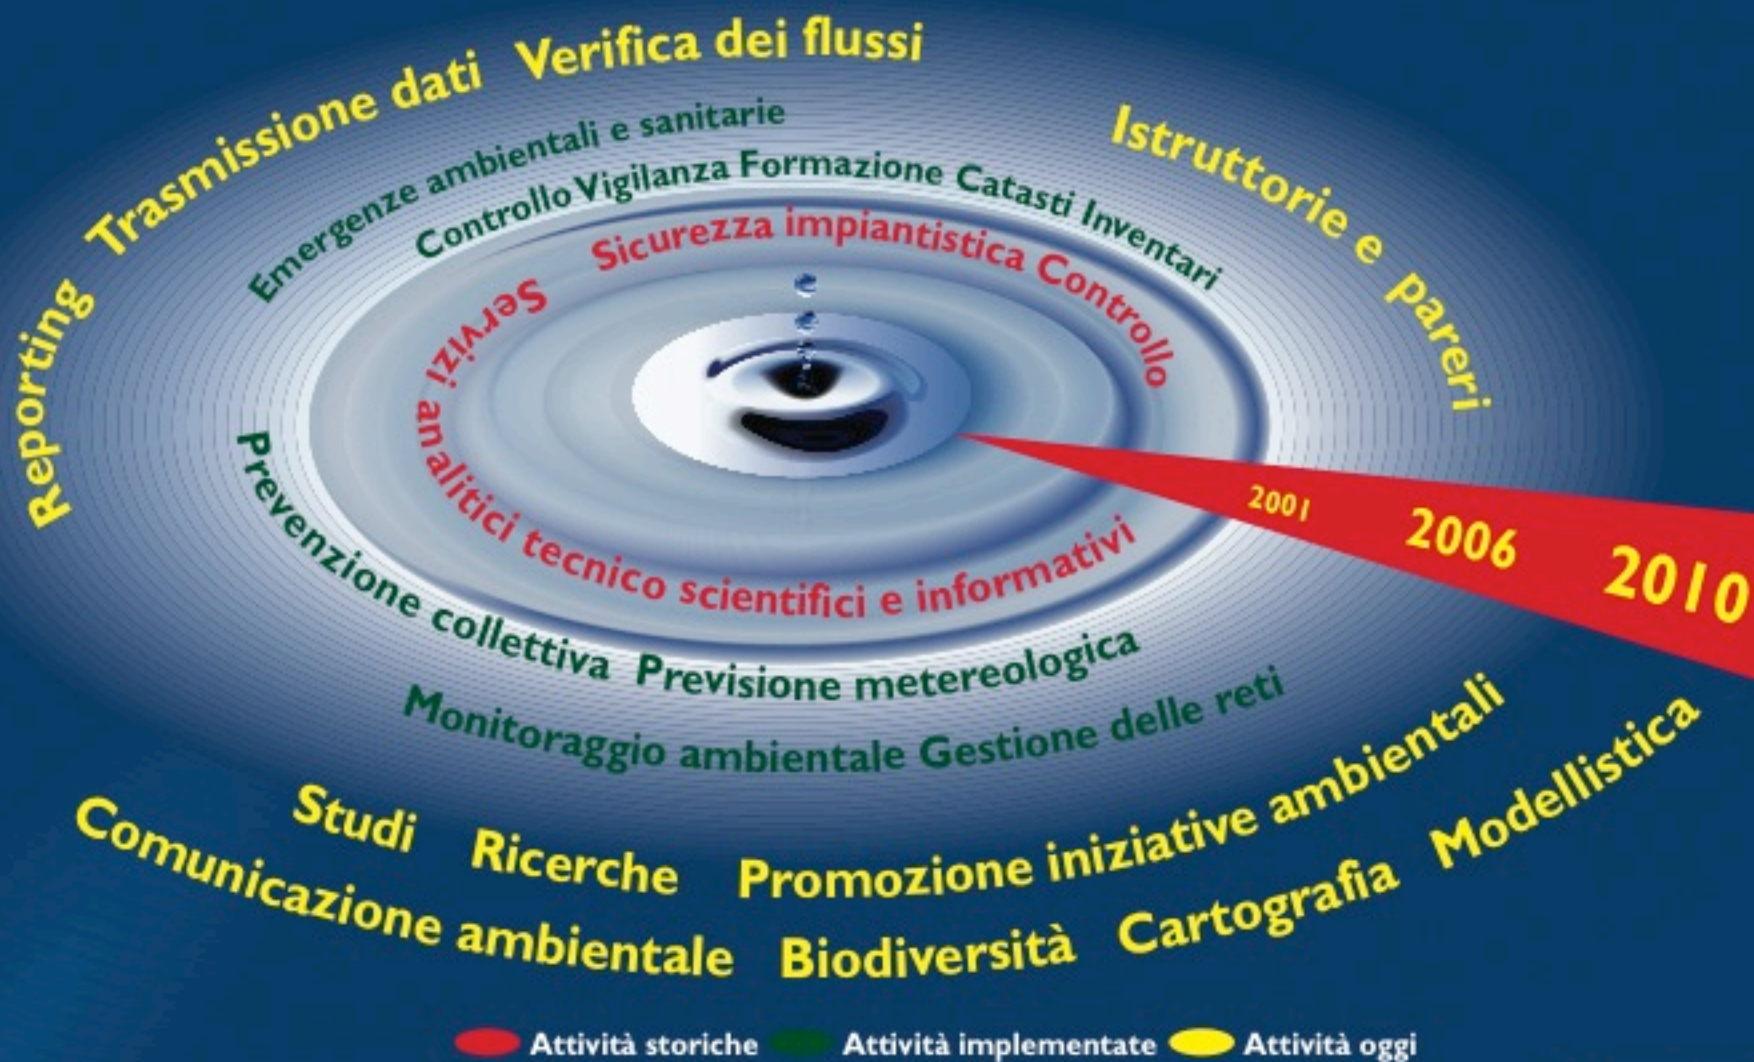 Reporting Trasmissione dati Verifica dei flussi
Istruttorie e pareri
Emergenze ambientali e sanitarie
Controllo Vigilanza Formazione Catasti Inventari
Sicurezza impiantistica Controllo
Servizi analitici tecnico scientifici e informativi
2001 2006 2010
Prevenzione collettiva Previsione metereologica
Monitoraggio ambientale Gestione delle reti
Studi Ricerche Promozione iniziative ambientali
Comunicazione ambientale Biodiversità Cartografia Modellistica
Attività storiche Attività implementate Attività oggi